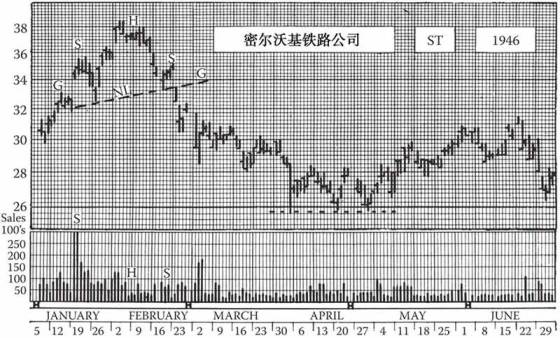 密尔沃基铁路公司 ST 1946
38
36
34
32
30
28
26
H
S
S
G
G
NL
Sales
100's
250
200
150
100
50
S
H
S
JANUARY FEBRUARY MARCH APRIL MAY JUNE
5 12 19 26 2 9 16 23 2 9 16 23 30 6 13 20 27 4 11 18 25 1 8 15 22 29